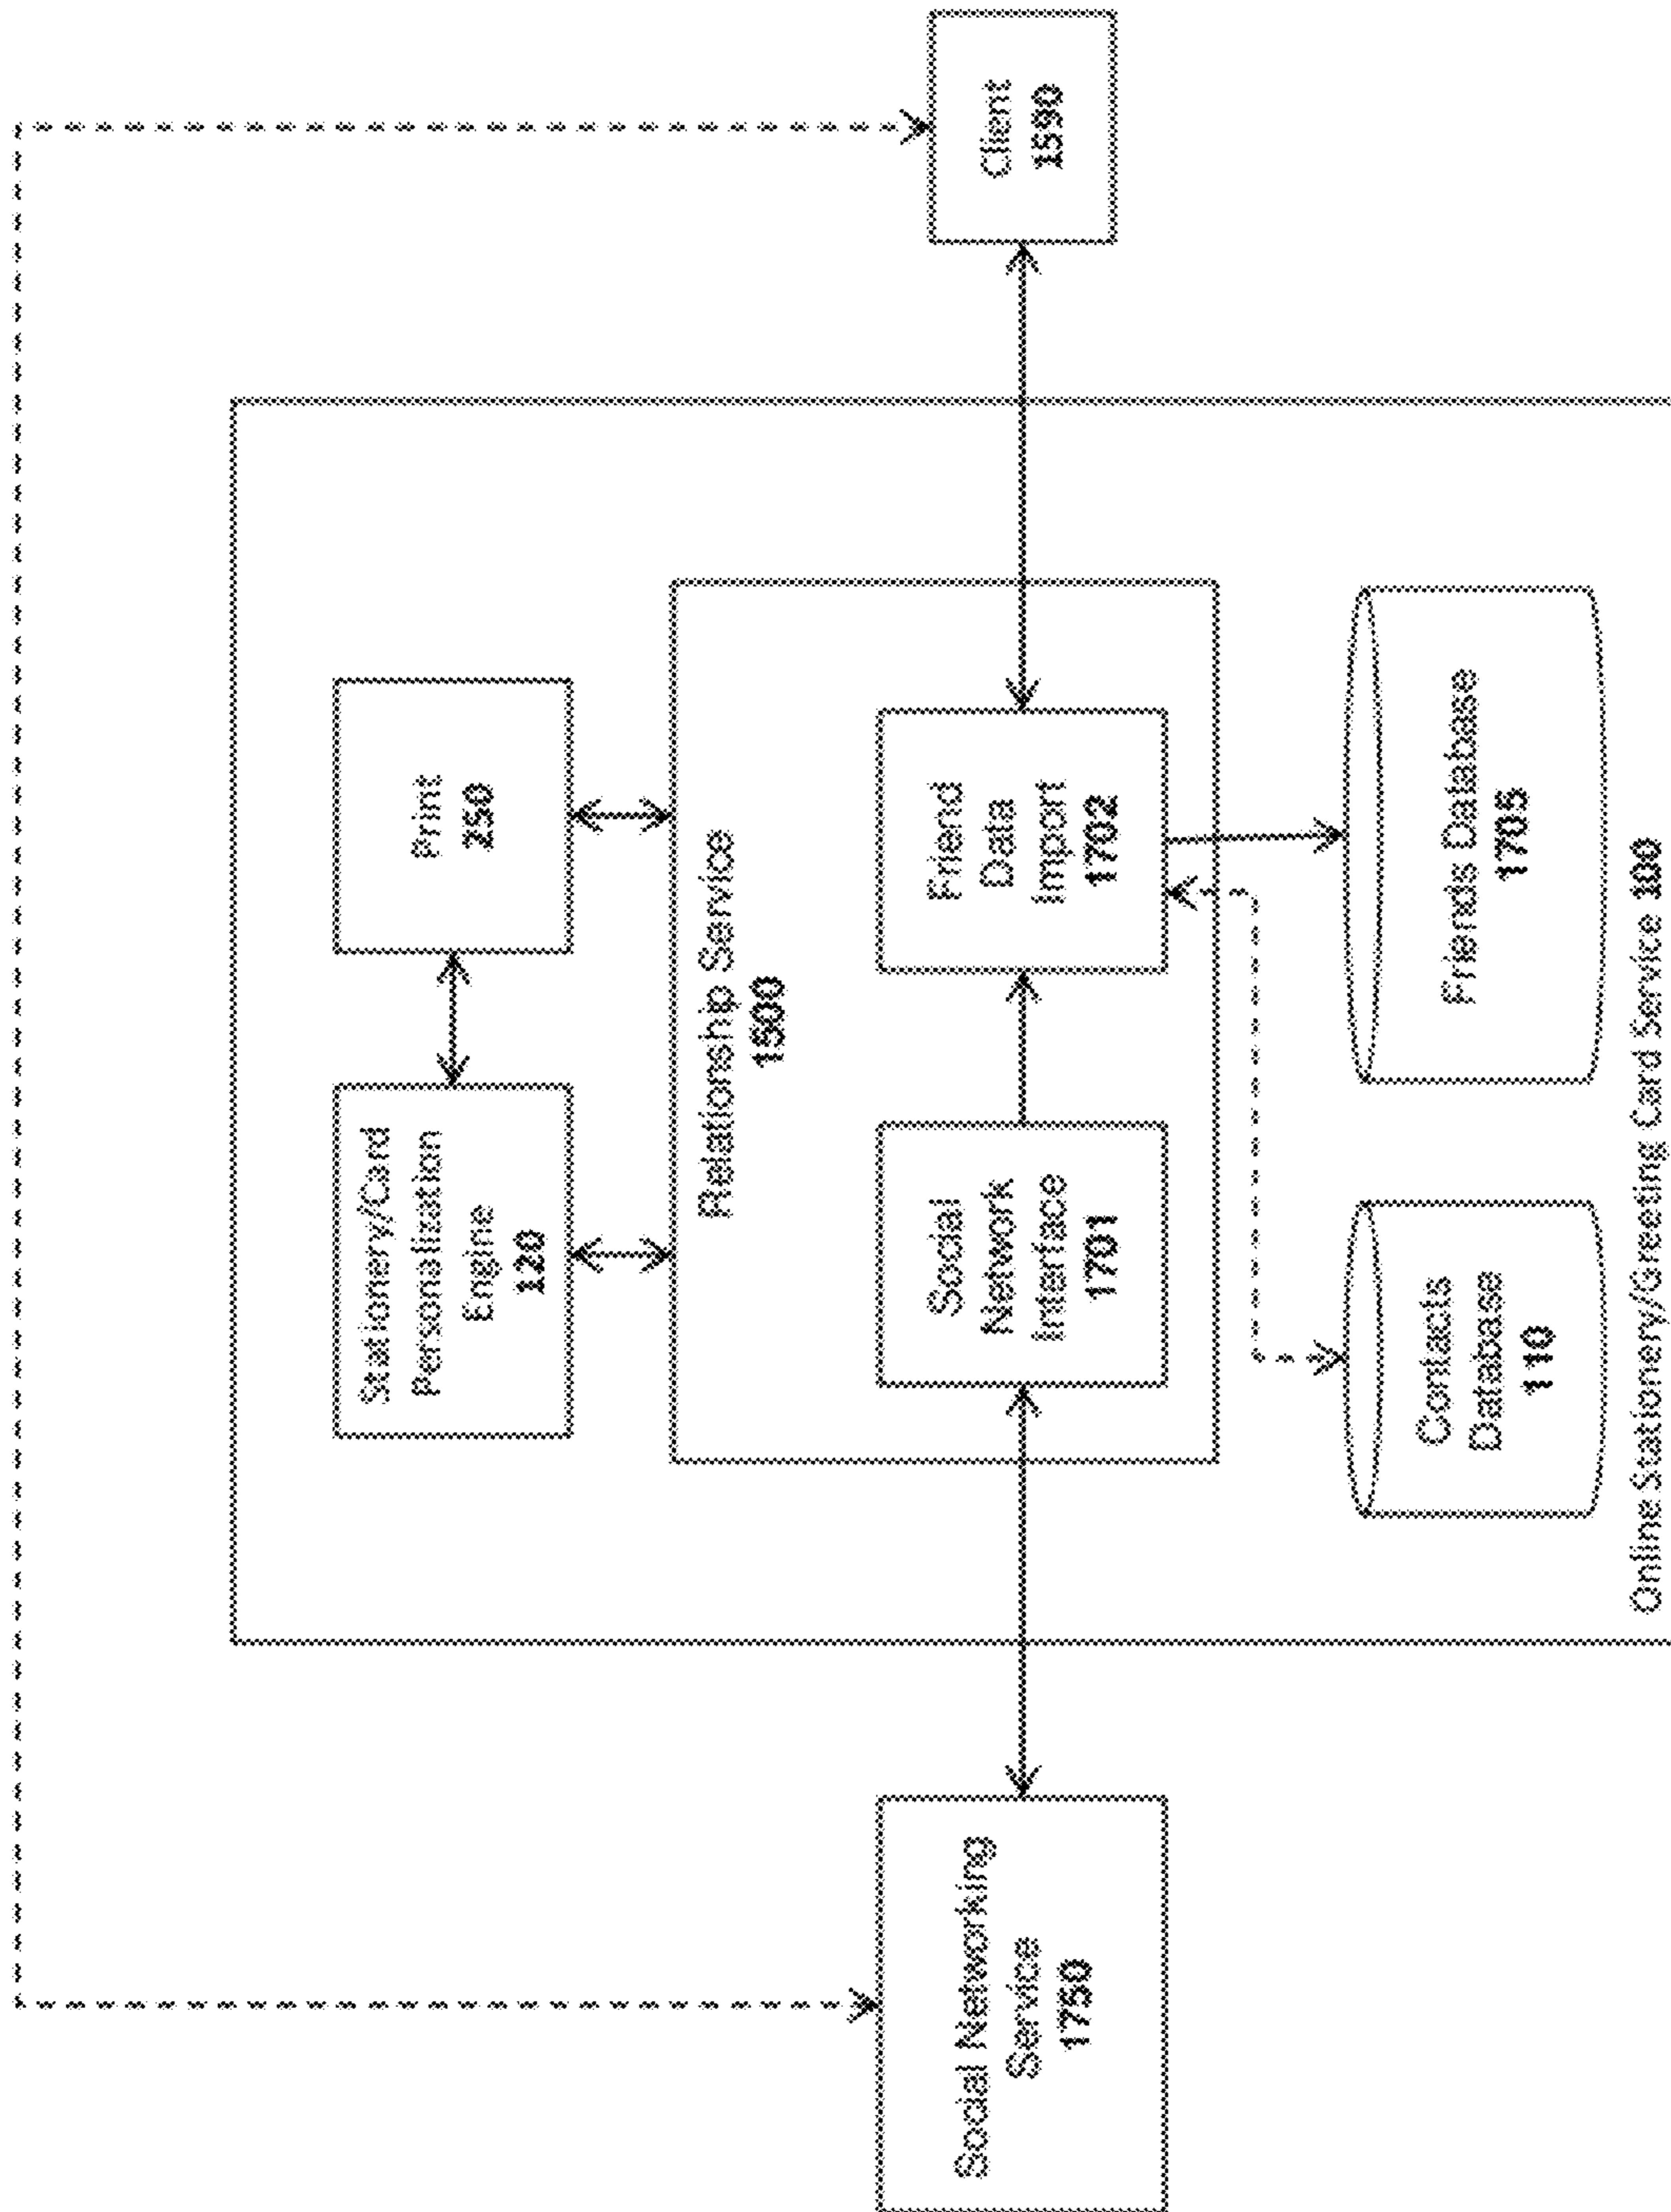 Stationery/Card
Personalization
Engine
120
Print
250
Relationship Service
1500
Social Networking
Service
1750
Social
Network
Interface
1701
Friend
Data
Import
1702
Client
1590
Contacts
Database
110
Friends Database
1705
Online Stationery/Greeting Card Service 100